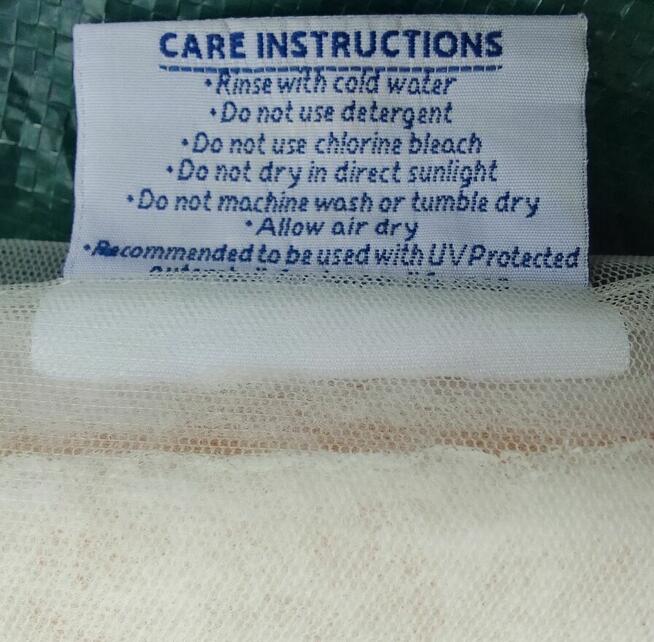 CARE INSTRUCTIONS
•Rinse with cold water
•Do not use detergent
•Do not use chlorine bleach
•Do not dry in direct sunlight
•Do not machine wash or tumble dry
•Allow air dry
•Recommended to be used with UV Protected